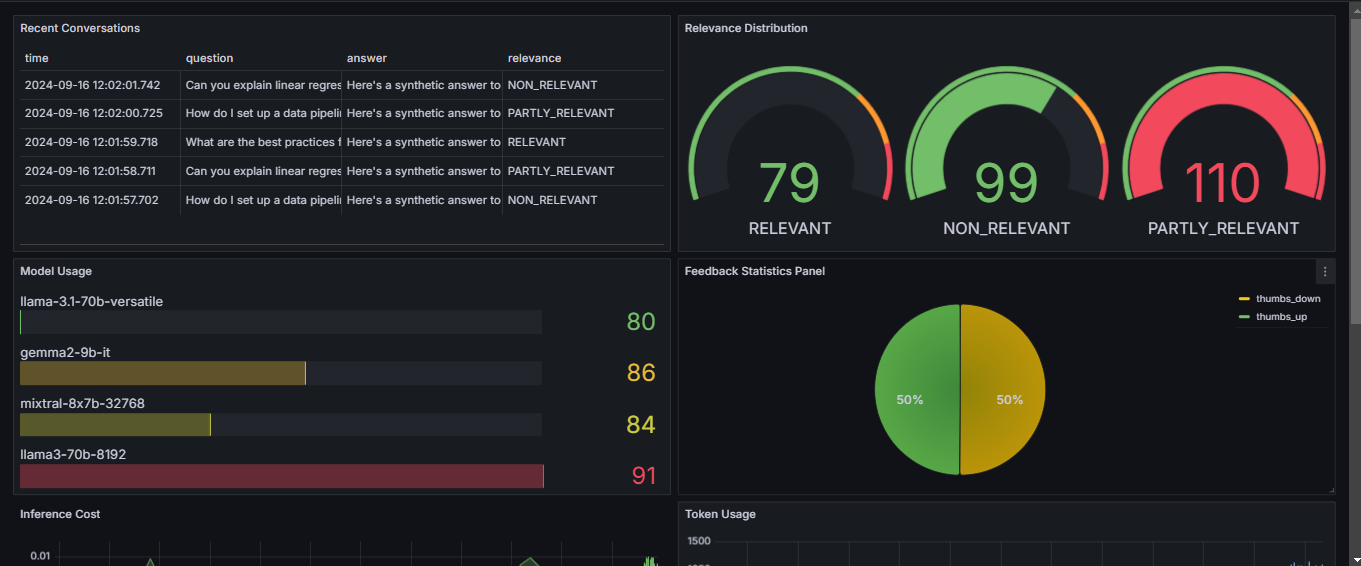 Recent Conversations
time question answer relevance
2024-09-16 12:02:01.742 Can you explain linear regres Here's a synthetic answer to NON_RELEVANT
2024-09-16 12:02:00.725 How do I set up a data pipeli Here's a synthetic answer to PARTLY_RELEVANT
2024-09-16 12:01:59.718 What are the best practices f Here's a synthetic answer to RELEVANT
2024-09-16 12:01:58.711 Can you explain linear regres Here's a synthetic answer to PARTLY_RELEVANT
2024-09-16 12:01:57.702 How do I set up a data pipeli Here's a synthetic answer to NON_RELEVANT
Relevance Distribution
79 99 110
RELEVANT NON_RELEVANT PARTLY_RELEVANT
Model Usage
llama-3.1-70b-versatile
80
gemma2-9b-it
86
mixtral-8x7b-32768
84
llama3-70b-8192
91
Feedback Statistics Panel
thumbs_down
thumbs_up
50% 50%
Inference Cost
0.01
Token Usage
1500